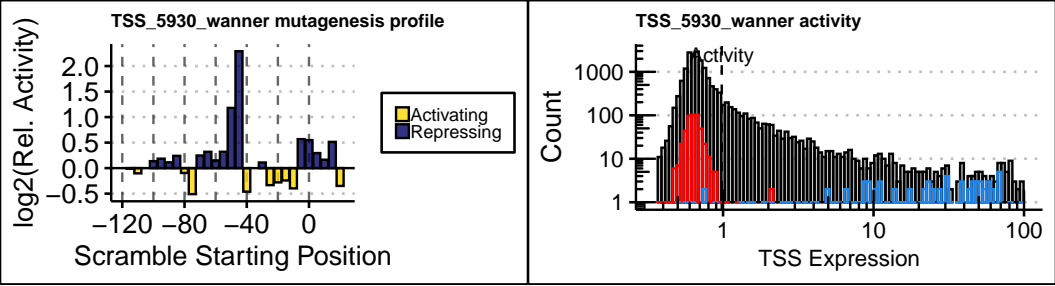 TSS_5930_wanner mutagenesis profile
log2(Rel. Activity)
2.0
1.5
1.0
0.5
0.0
−0.5
−120 −80 −40 0
Scramble Starting Position
Activating
Repressing
TSS_5930_wanner activity
Activity
Count
1000
100
10
1
1 10 100
TSS Expression